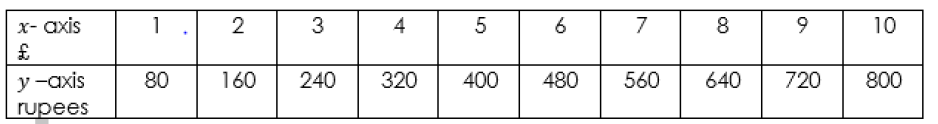 x- axis 1 2 3 4 5 6 7 8 9 10
£
y –axis 80 160 240 320 400 480 560 640 720 800
rupees